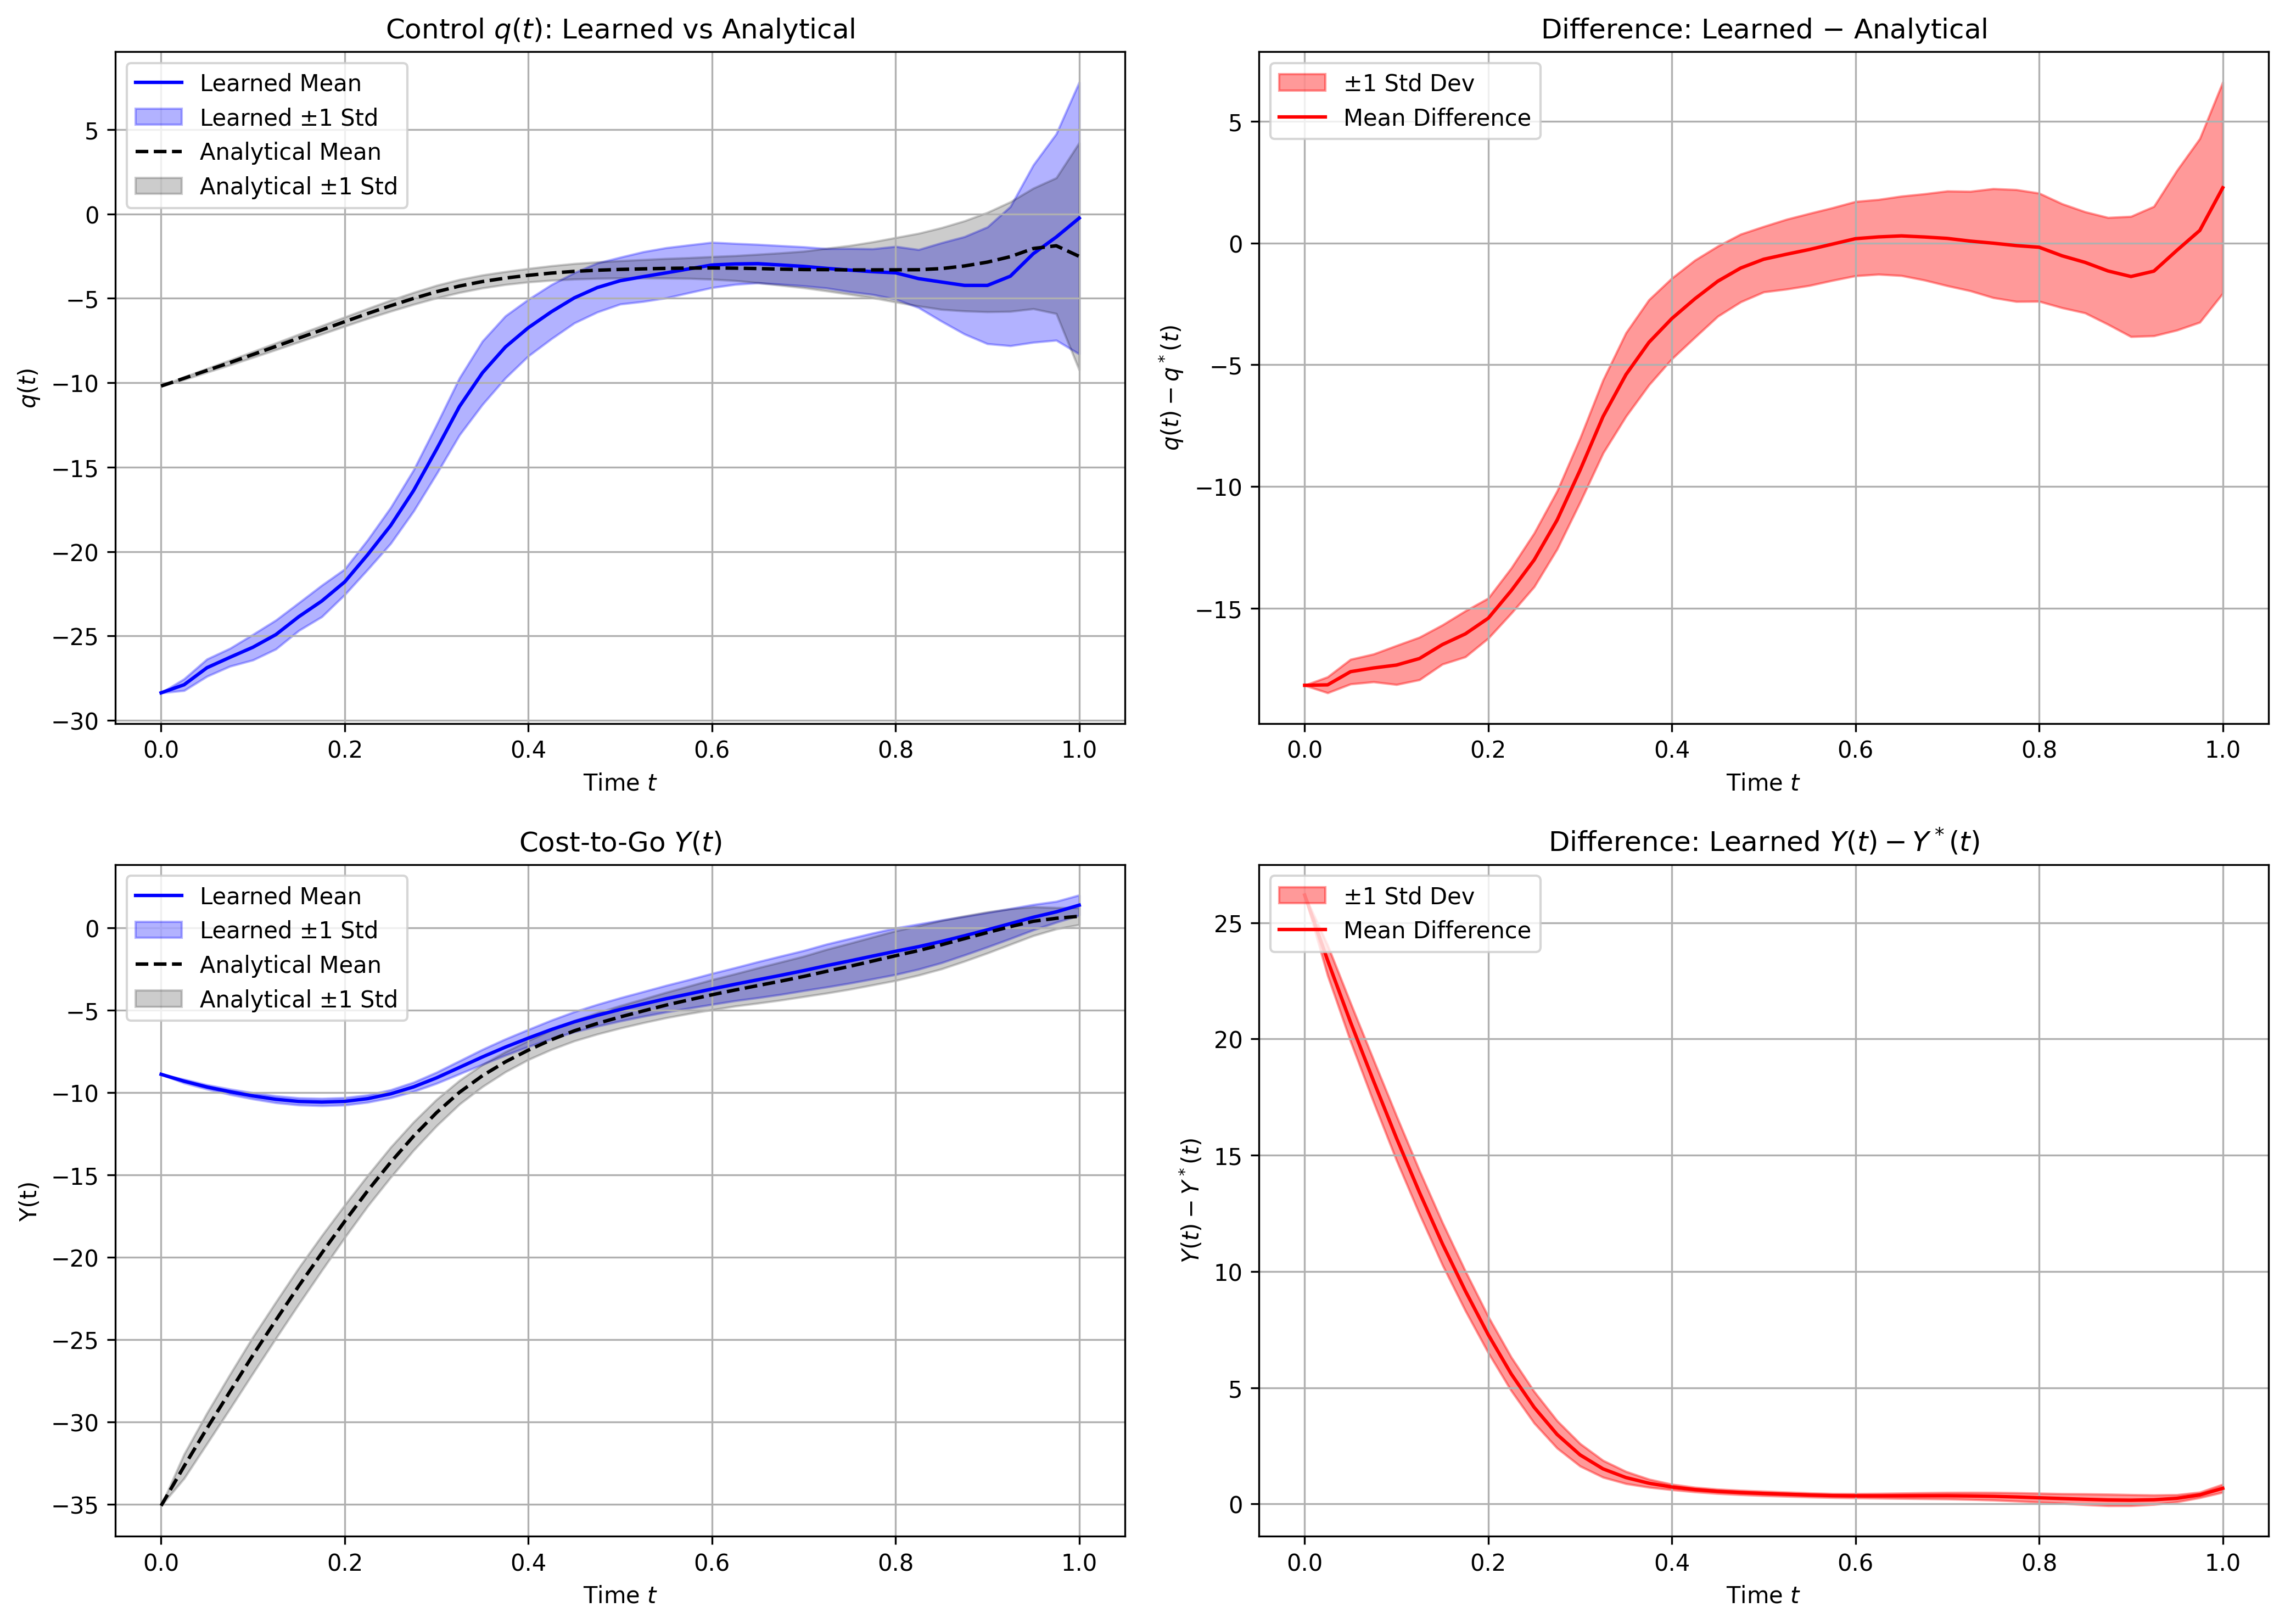 Control q(t): Learned vs Analytical
Learned Mean
Learned ±1 Std
Analytical Mean
Analytical ±1 Std
q(t)
5
0
−5
−10
−15
−20
−25
−30
0.0 0.2 0.4 0.6 0.8 1.0
Time t
Difference: Learned − Analytical
±1 Std Dev
Mean Difference
q(t) − q*(t)
5
0
−5
−10
−15
0.0 0.2 0.4 0.6 0.8 1.0
Time t
Cost-to-Go Y(t)
Learned Mean
Learned ±1 Std
Analytical Mean
Analytical ±1 Std
Y(t)
0
−5
−10
−15
−20
−25
−30
−35
0.0 0.2 0.4 0.6 0.8 1.0
Time t
Difference: Learned Y(t) − Y*(t)
±1 Std Dev
Mean Difference
Y(t) − Y*(t)
25
20
15
10
5
0
0.0 0.2 0.4 0.6 0.8 1.0
Time t